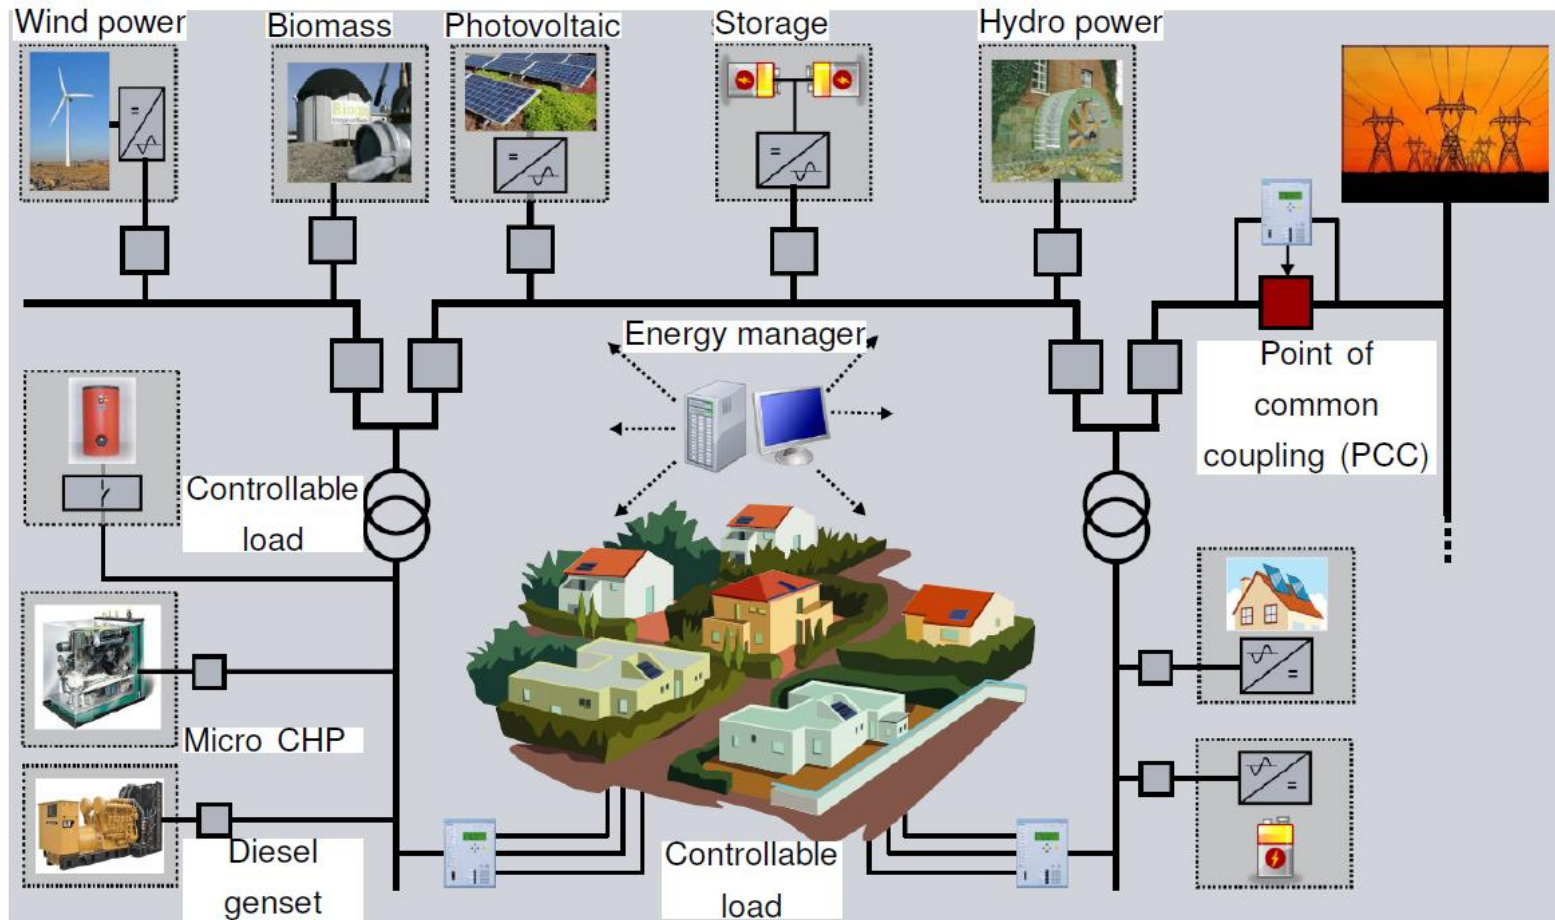 Wind power
Biomass
Photovoltaic
Storage
Hydro power
Energy manager
Point of
common
coupling (PCC)
Controllable
load
Micro CHP
Diesel
genset
Controllable
load